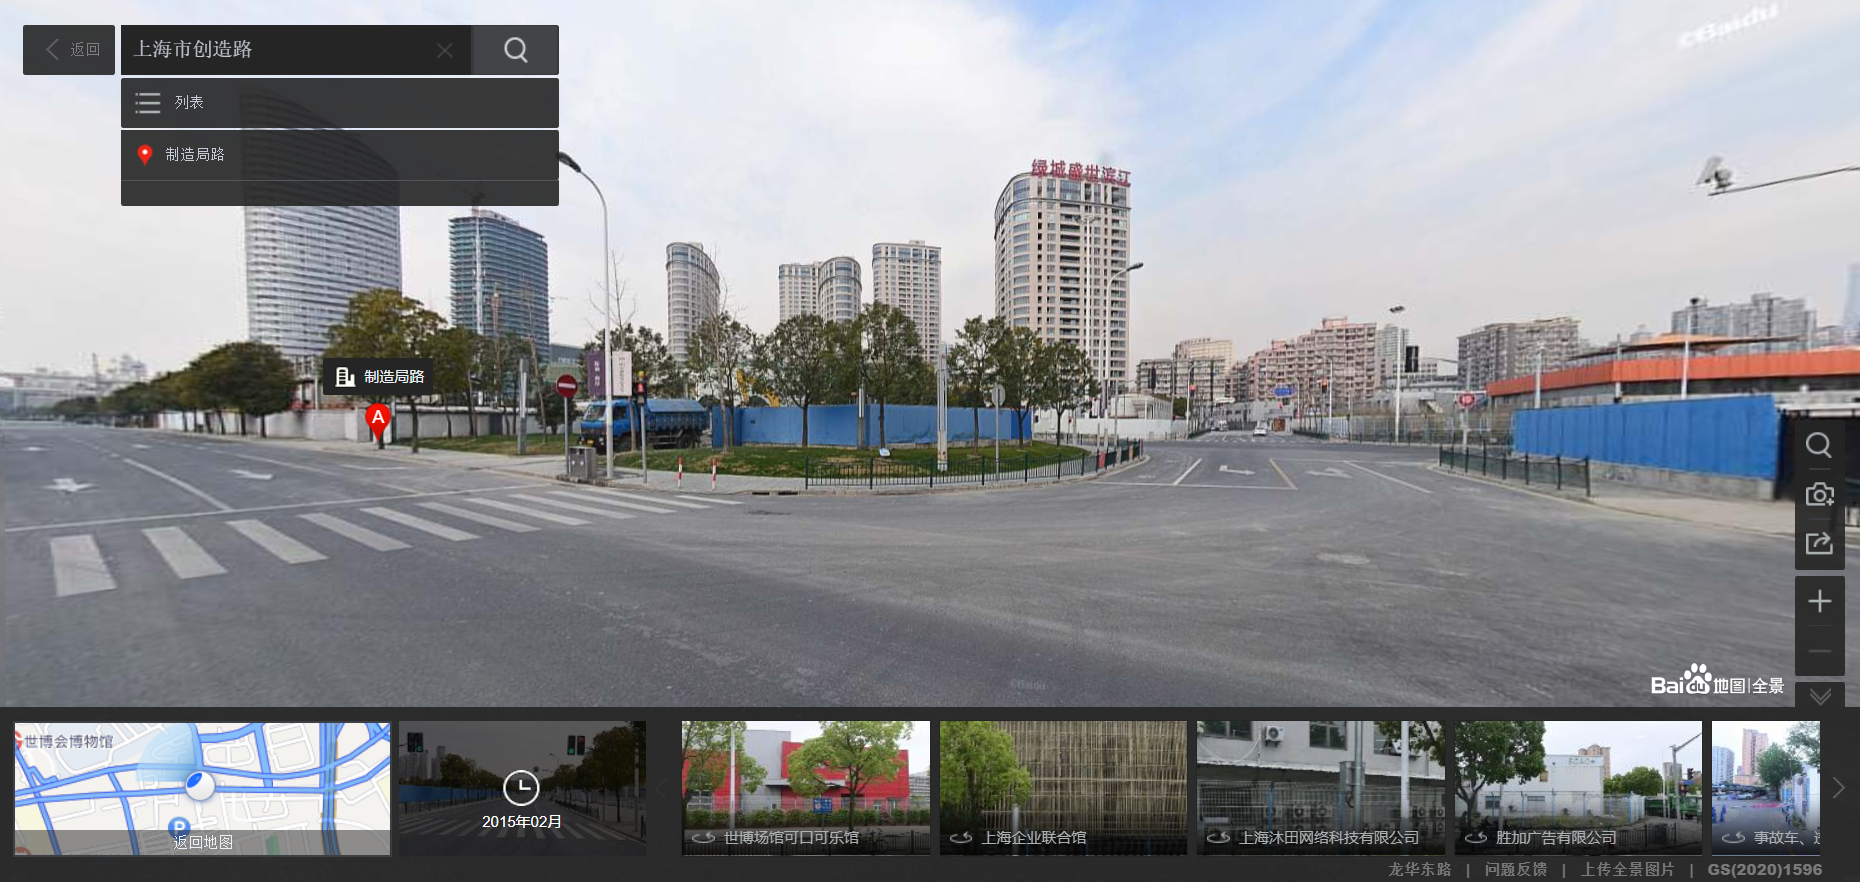 返回
上海市创造路
列表
制造局路
Baidu
绿城盛世滨江
制造局路
A
Bai du 地图|全景
世博会博物馆
P
返回地图
2015年02月
世博场馆可口可乐馆
上海企业联合馆
上海沐田网络科技有限公司
胜加广告有限公司
事故车、
龙华东路 | 问题反馈 | 上传全景图片 | GS(2020)1596